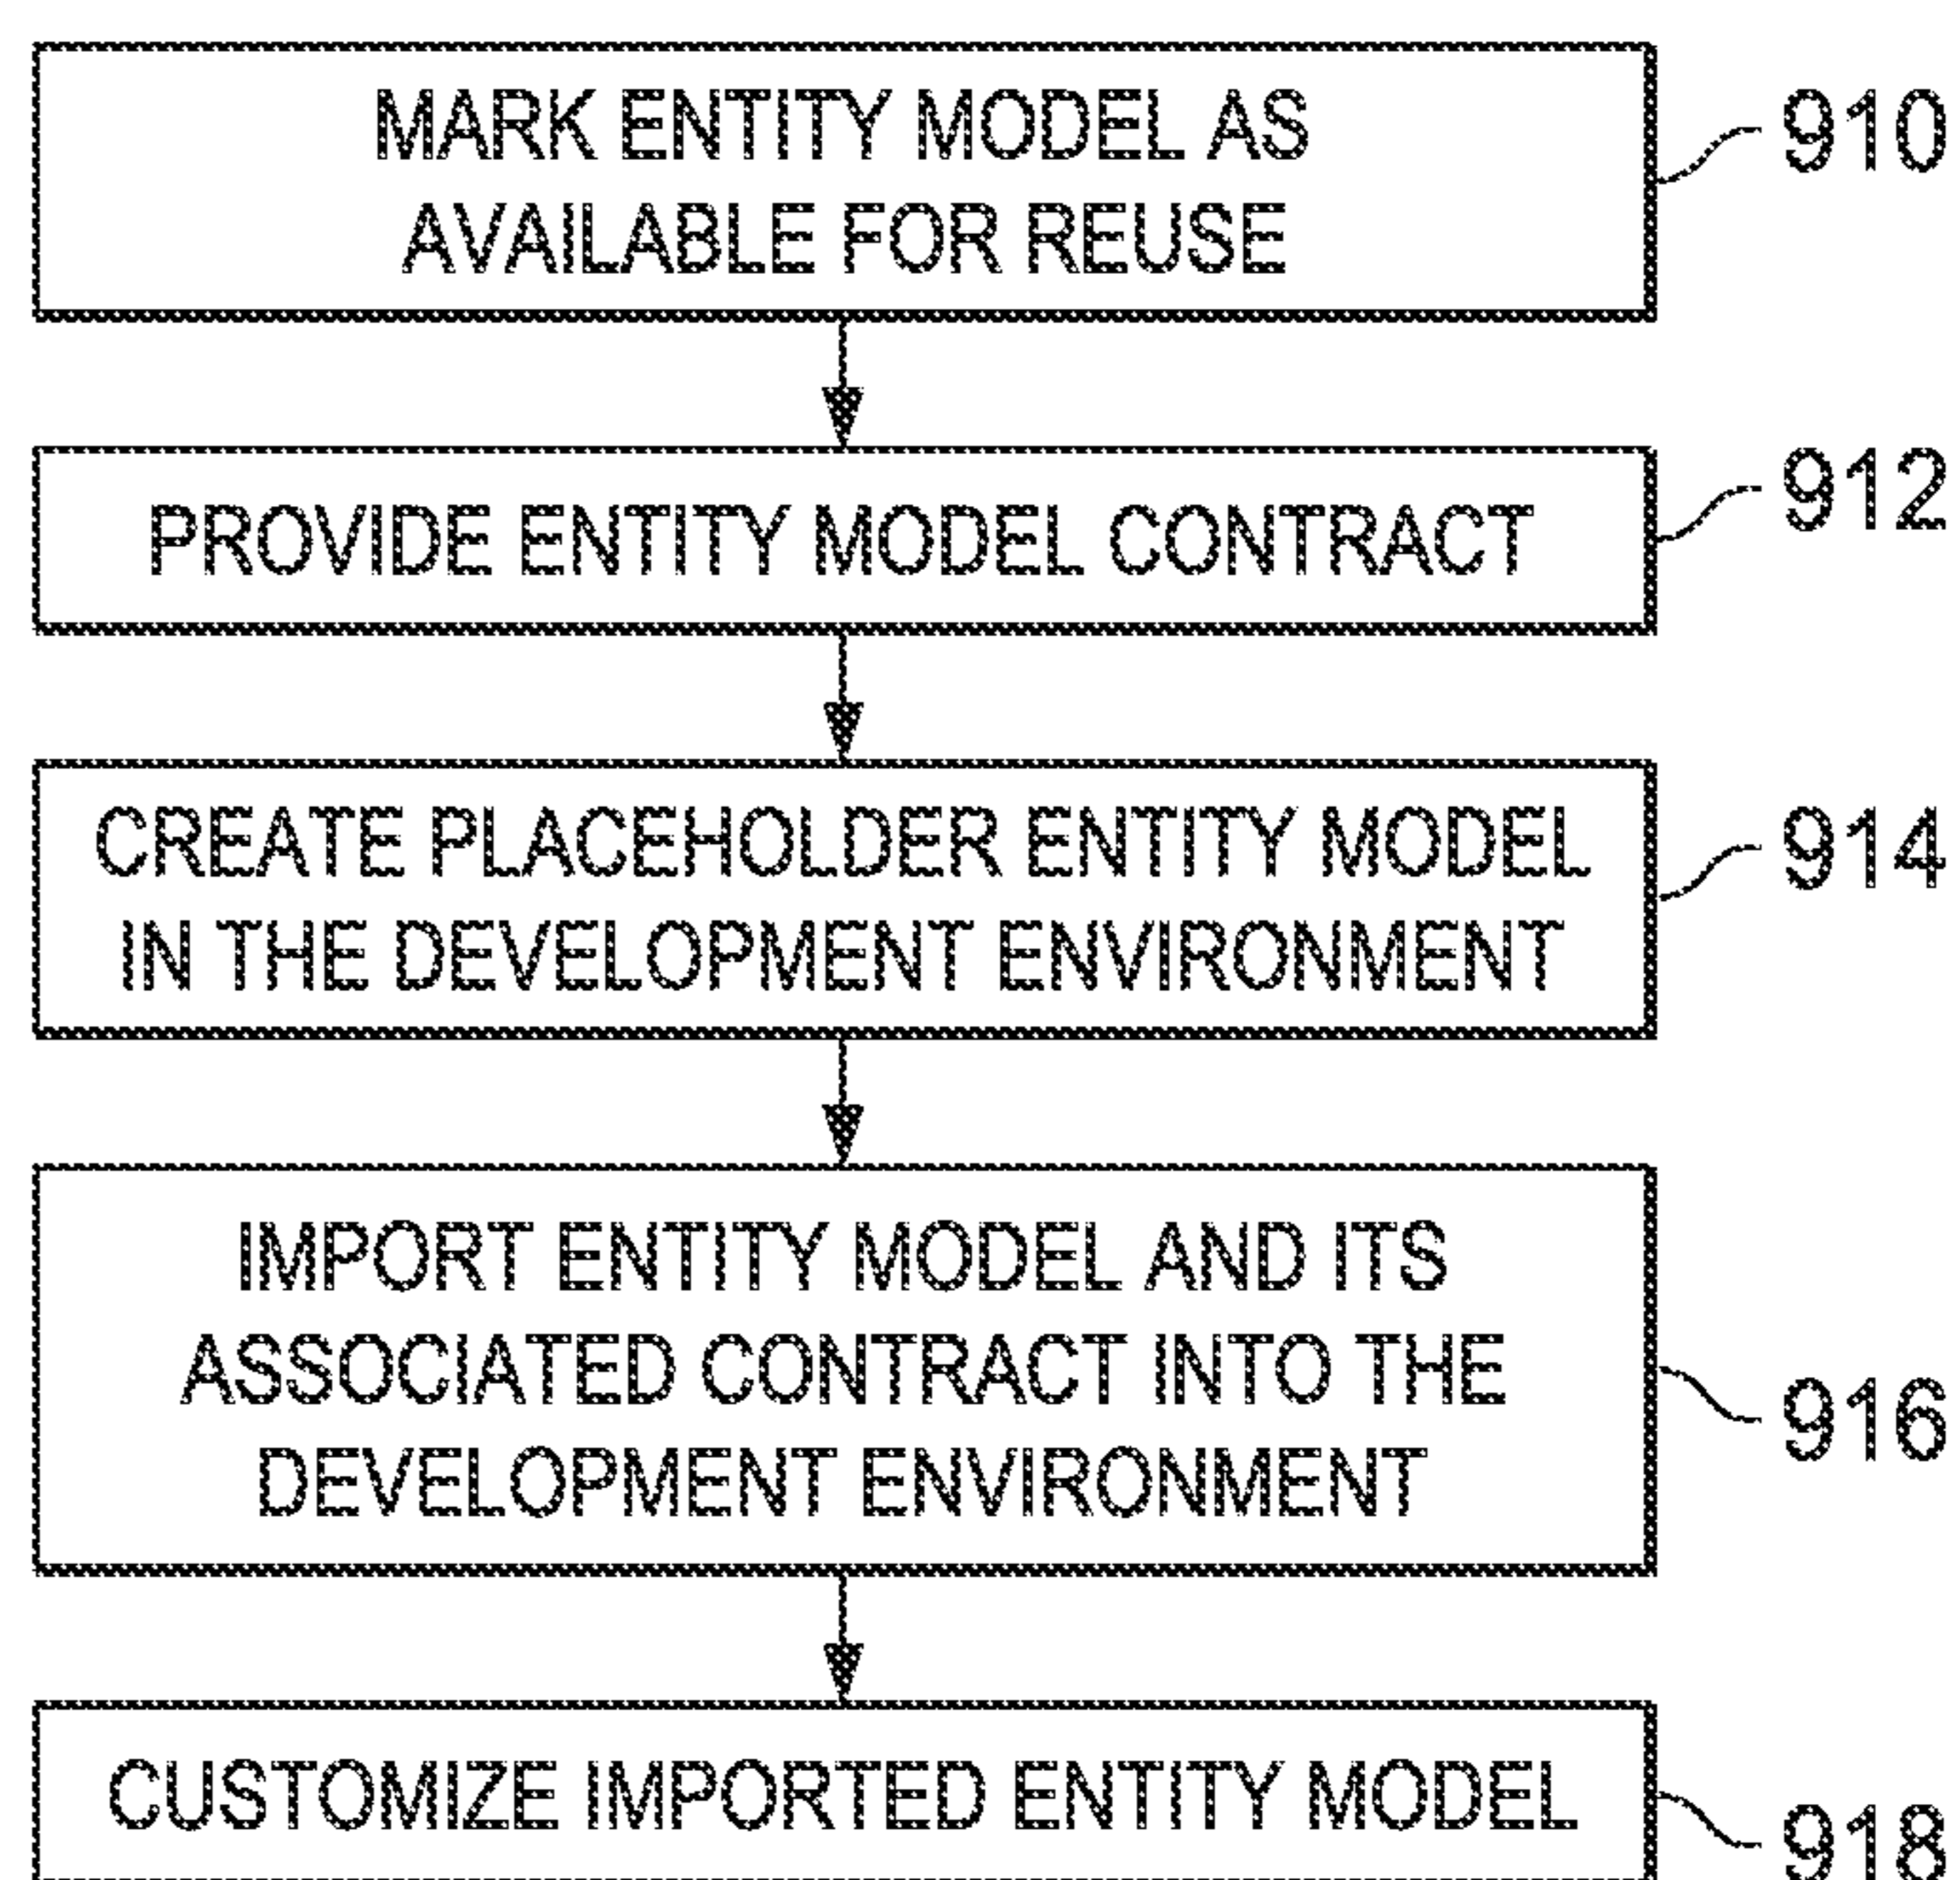 MARK ENTITY MODEL AS
AVAILABLE FOR REUSE
910
PROVIDE ENTITY MODEL CONTRACT
912
CREATE PLACEHOLDER ENTITY MODEL
IN THE DEVELOPMENT ENVIRONMENT
914
IMPORT ENTITY MODEL AND ITS
ASSOCIATED CONTRACT INTO THE
DEVELOPMENT ENVIRONMENT
916
CUSTOMIZE IMPORTED ENTITY MODEL
918